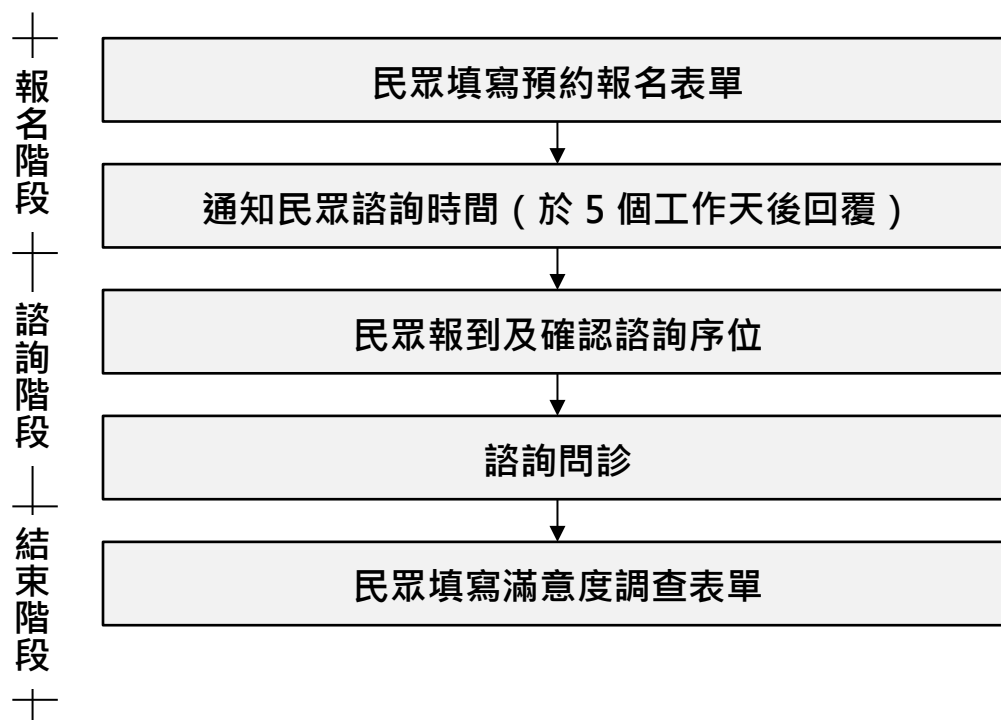 報名階段
民眾填寫預約報名表單
通知民眾諮詢時間（於 5 個工作天後回覆）
諮詢階段
民眾報到及確認諮詢序位
諮詢問診
結束階段
民眾填寫滿意度調查表單